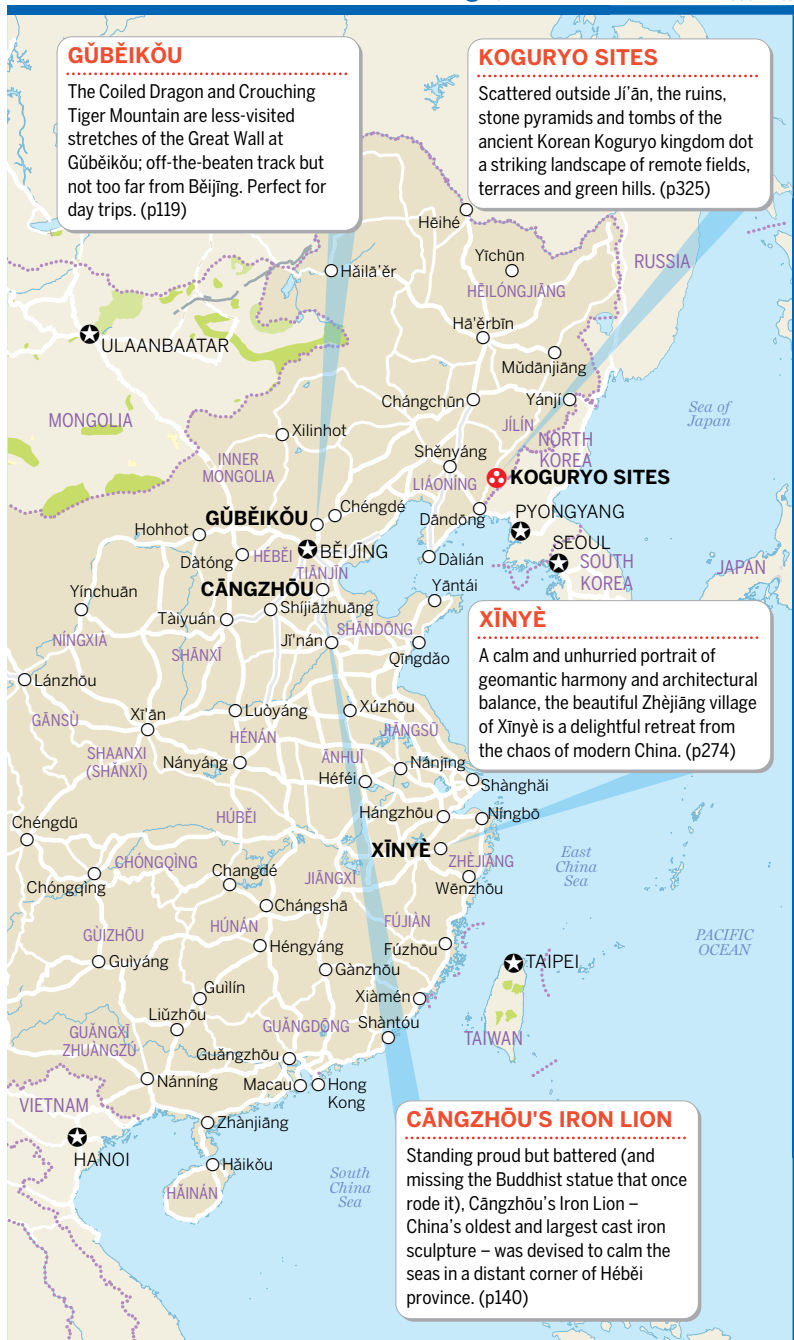 GǓBĚIKǑU
The Coiled Dragon and Crouching
Tiger Mountain are less-visited
stretches of the Great Wall at
Gǔběikǒu; off-the-beaten track but
not too far from Běijīng. Perfect for
day trips. (p119)
KOGURYO SITES
Scattered outside Jí’ān, the ruins,
stone pyramids and tombs of the
ancient Korean Koguryo kingdom dot
a striking landscape of remote fields,
terraces and green hills. (p325)
Hēihé
Yīchūn
RUSSIA
Hǎilā’ěr
HĒILÓNGJIĀNG
Hā’ěrbīn
ULAANBAATAR
Mǔdānjiāng
Chángchūn
Yánjí
Sea of
Japan
MONGOLIA
Xilinhot
JÍLÍN
NORTH
KOREA
INNER
MONGOLIA
Shěnyáng
LIÁONÍNG
KOGURYO SITES
Chéngdé
GǓBĚIKǑU
Dāndōng
PYONGYANG
Hohhot
BĚIJĪNG
SEOUL
Dàtóng
HÉBĚI
Dàlián
SOUTH
KOREA
JAPAN
TIĀNJĪN
CĀNGZHŌU
Yāntái
Yínchuān
Shíjiāzhuāng
Tàiyuán
NÍNGXIÀ
SHĀNXĪ
Jǐ’nán
SHĀNDŌNG
Qīngdǎo
XĪNYÈ
A calm and unhurried portrait of
geomantic harmony and architectural
balance, the beautiful Zhèjiāng village
of Xīnyè is a delightful retreat from
the chaos of modern China. (p274)
Lánzhōu
GĀNSÙ
Xī’ān
Luòyáng
Xúzhōu
HÉNÁN
JIĀNGSŪ
SHAANXI
(SHǍNXĪ)
Nányáng
ĀNHUĪ
Nánjīng
Héféi
Shànghǎi
HÚBĚI
Hángzhōu
Níngbō
Chéngdū
XĪNYÈ
CHÓNGQÌNG
ZHÈJIĀNG
East
China
Sea
Chóngqìng
Changdé
JIĀNGXĪ
Wēnzhōu
Chángshā
HÚNÁN
FÚJIÀN
GÙIZHŌU
Guìyáng
Héngyáng
Fúzhōu
PACIFIC
OCEAN
Gànzhōu
TAIPEI
Guìlín
Xiàmén
Liǔzhōu
GUǍNGXĪ
ZHUÀNGZÚ
GUǍNGDŌNG
Shàntóu
TAIWAN
Guǎngzhōu
Nánníng
Macau
Hong
Kong
VIETNAM
Zhànjiāng
HANOI
Hǎikǒu
HǍINÁN
South
China
Sea
CĀNGZHŌU'S IRON LION
Standing proud but battered (and
missing the Buddhist statue that once
rode it), Cāngzhōu’s Iron Lion –
China’s oldest and largest cast iron
sculpture – was devised to calm the
seas in a distant corner of Héběi
province. (p140)